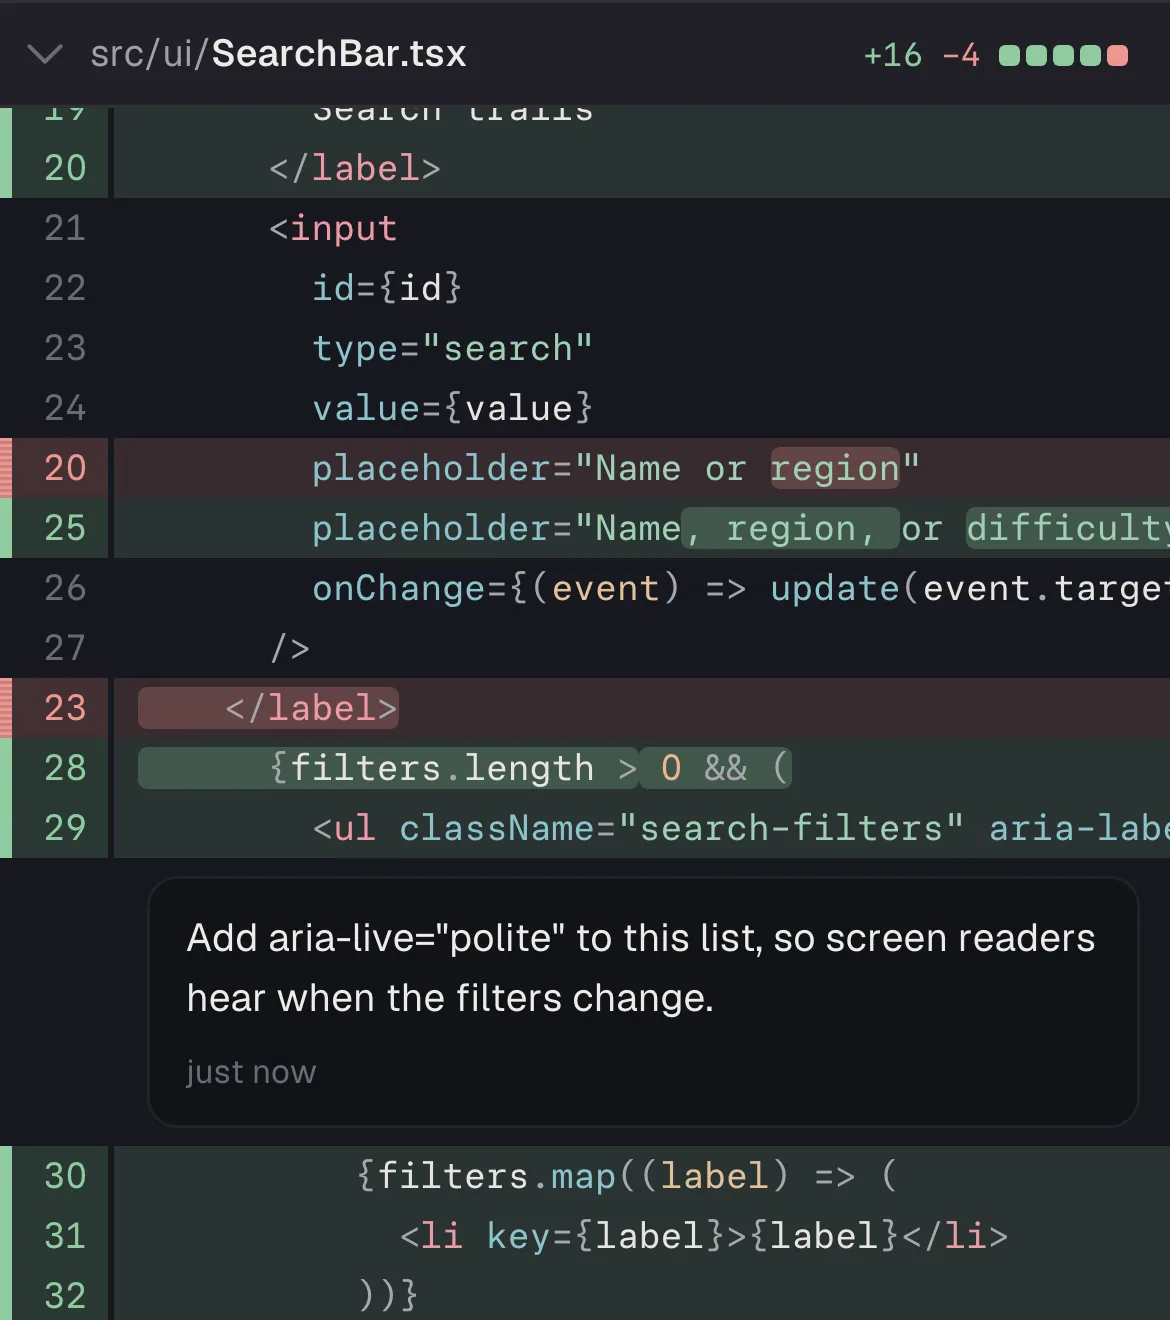 src/ui/SearchBar.tsx +16 -4
19 Search trails
20 </label>
21 <input
22 id={id}
23 type="search"
24 value={value}
20 placeholder="Name or region"
25 placeholder="Name, region, or difficulty
26 onChange={(event) => update(event.target
27 />
23 </label>
28 {filters.length > 0 && (
29 <ul className="search-filters" aria-labe
Add aria-live="polite" to this list, so screen readers
hear when the filters change.
just now
30 {filters.map((label) => (
31 <li key={label}>{label}</li>
32 ))}